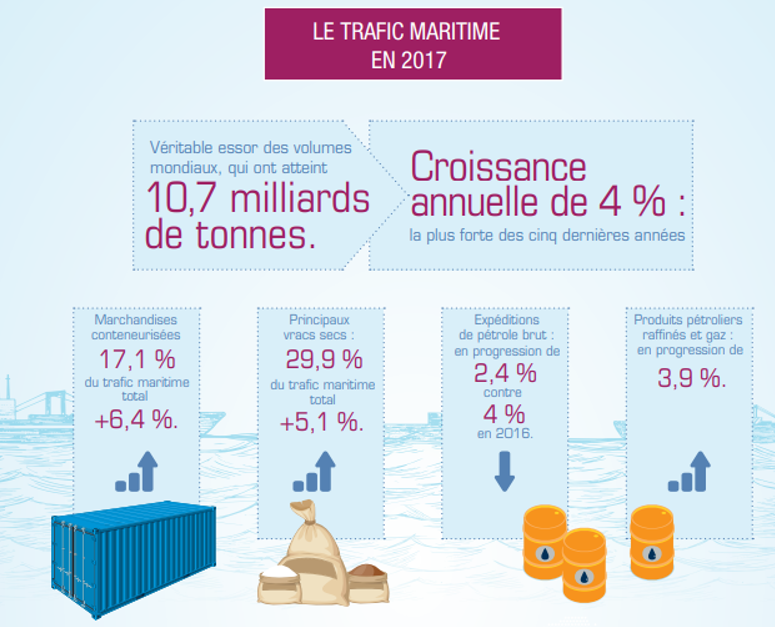 LE TRAFIC MARITIME
EN 2017
Véritable essor des volumes
mondiaux, qui ont atteint
10,7 milliards
de tonnes.
Croissance
annuelle de 4 % :
la plus forte des cinq dernières années
Marchandises
conteneurisées
17,1 %
du trafic maritime
total
+6,4 %.
Principaux
vracs secs :
29,9 %
du trafic maritime
total
+5,1 %.
Expéditions
de pétrole brut :
en progression de
2,4 %
contre
4 %
en 2016.
Produits pétroliers
raffinés et gaz :
en progression de
3,9 %.